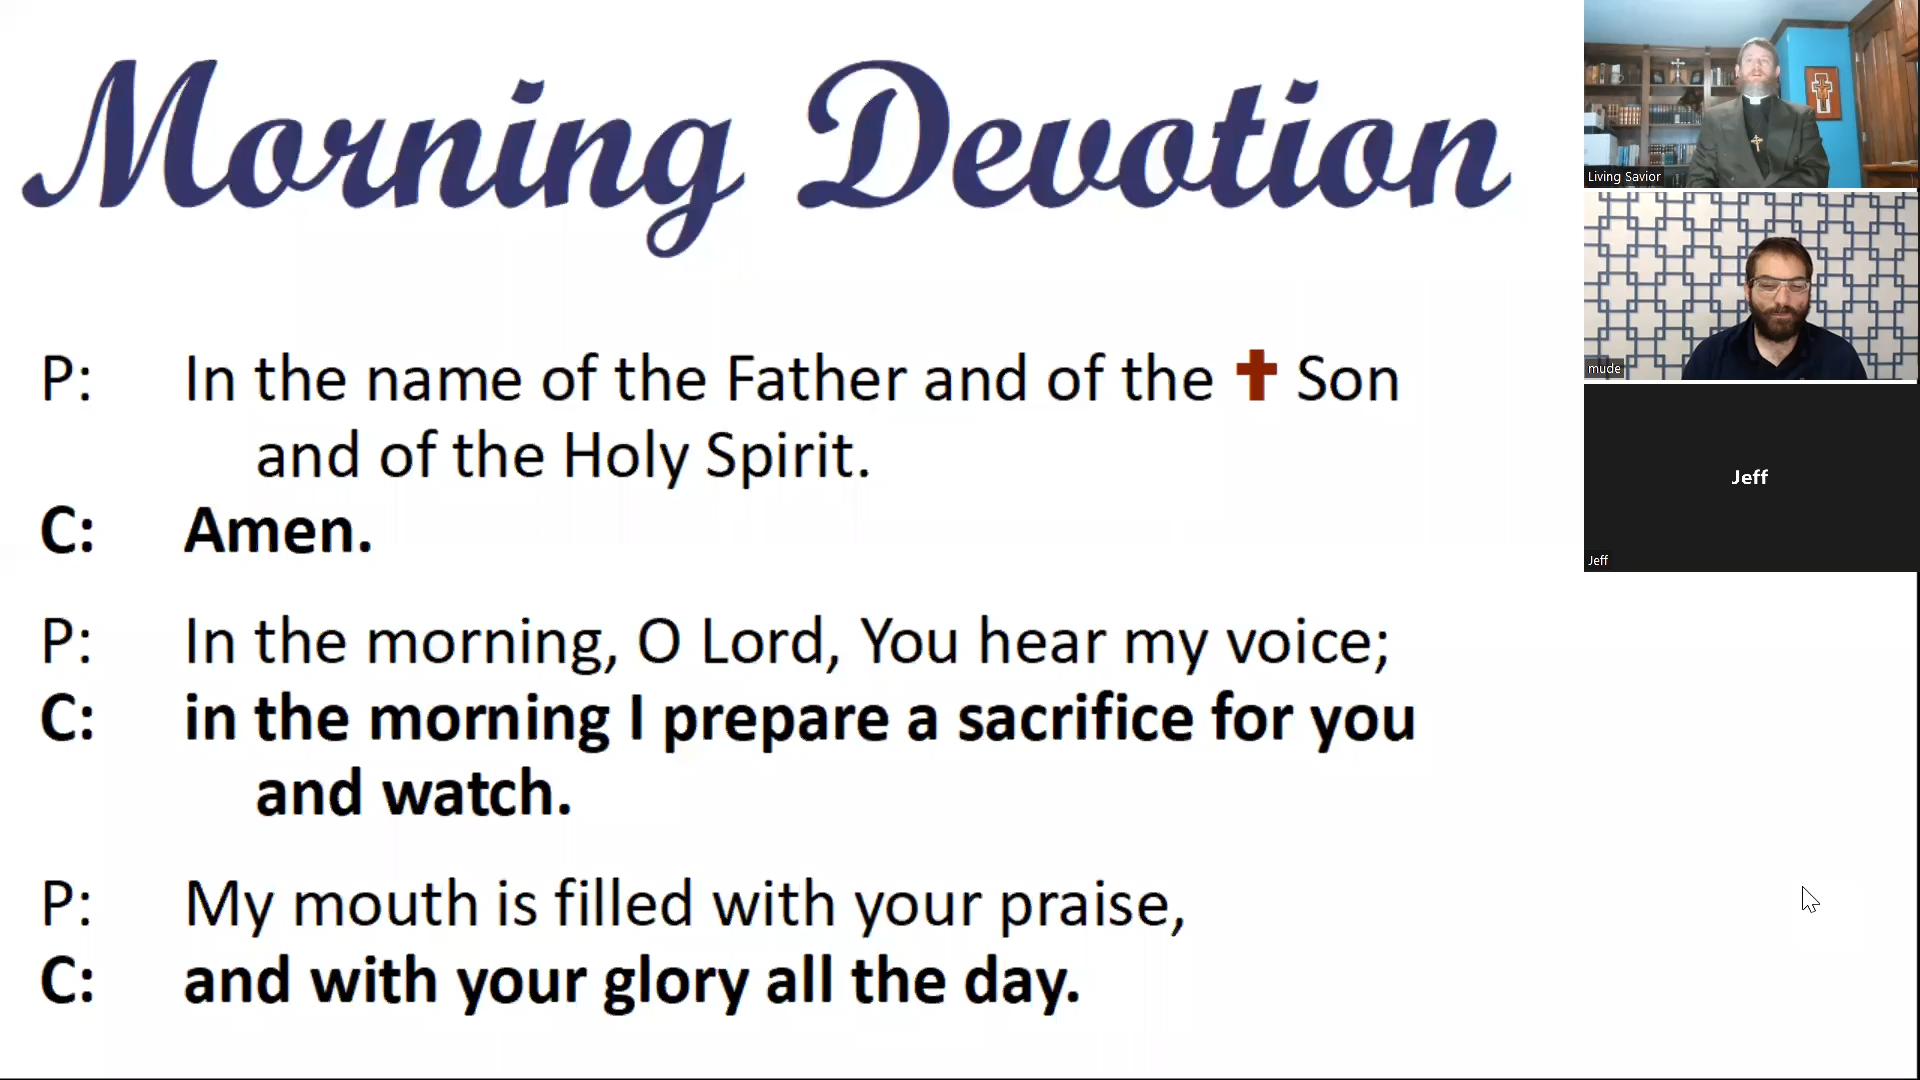 Morning Devotion
P: In the name of the Father and of the ✝ Son
and of the Holy Spirit.
C: Amen.
P: In the morning, O Lord, You hear my voice;
C: in the morning I prepare a sacrifice for you
and watch.
P: My mouth is filled with your praise,
C: and with your glory all the day.
Living Savior
mude
Jeff
Jeff